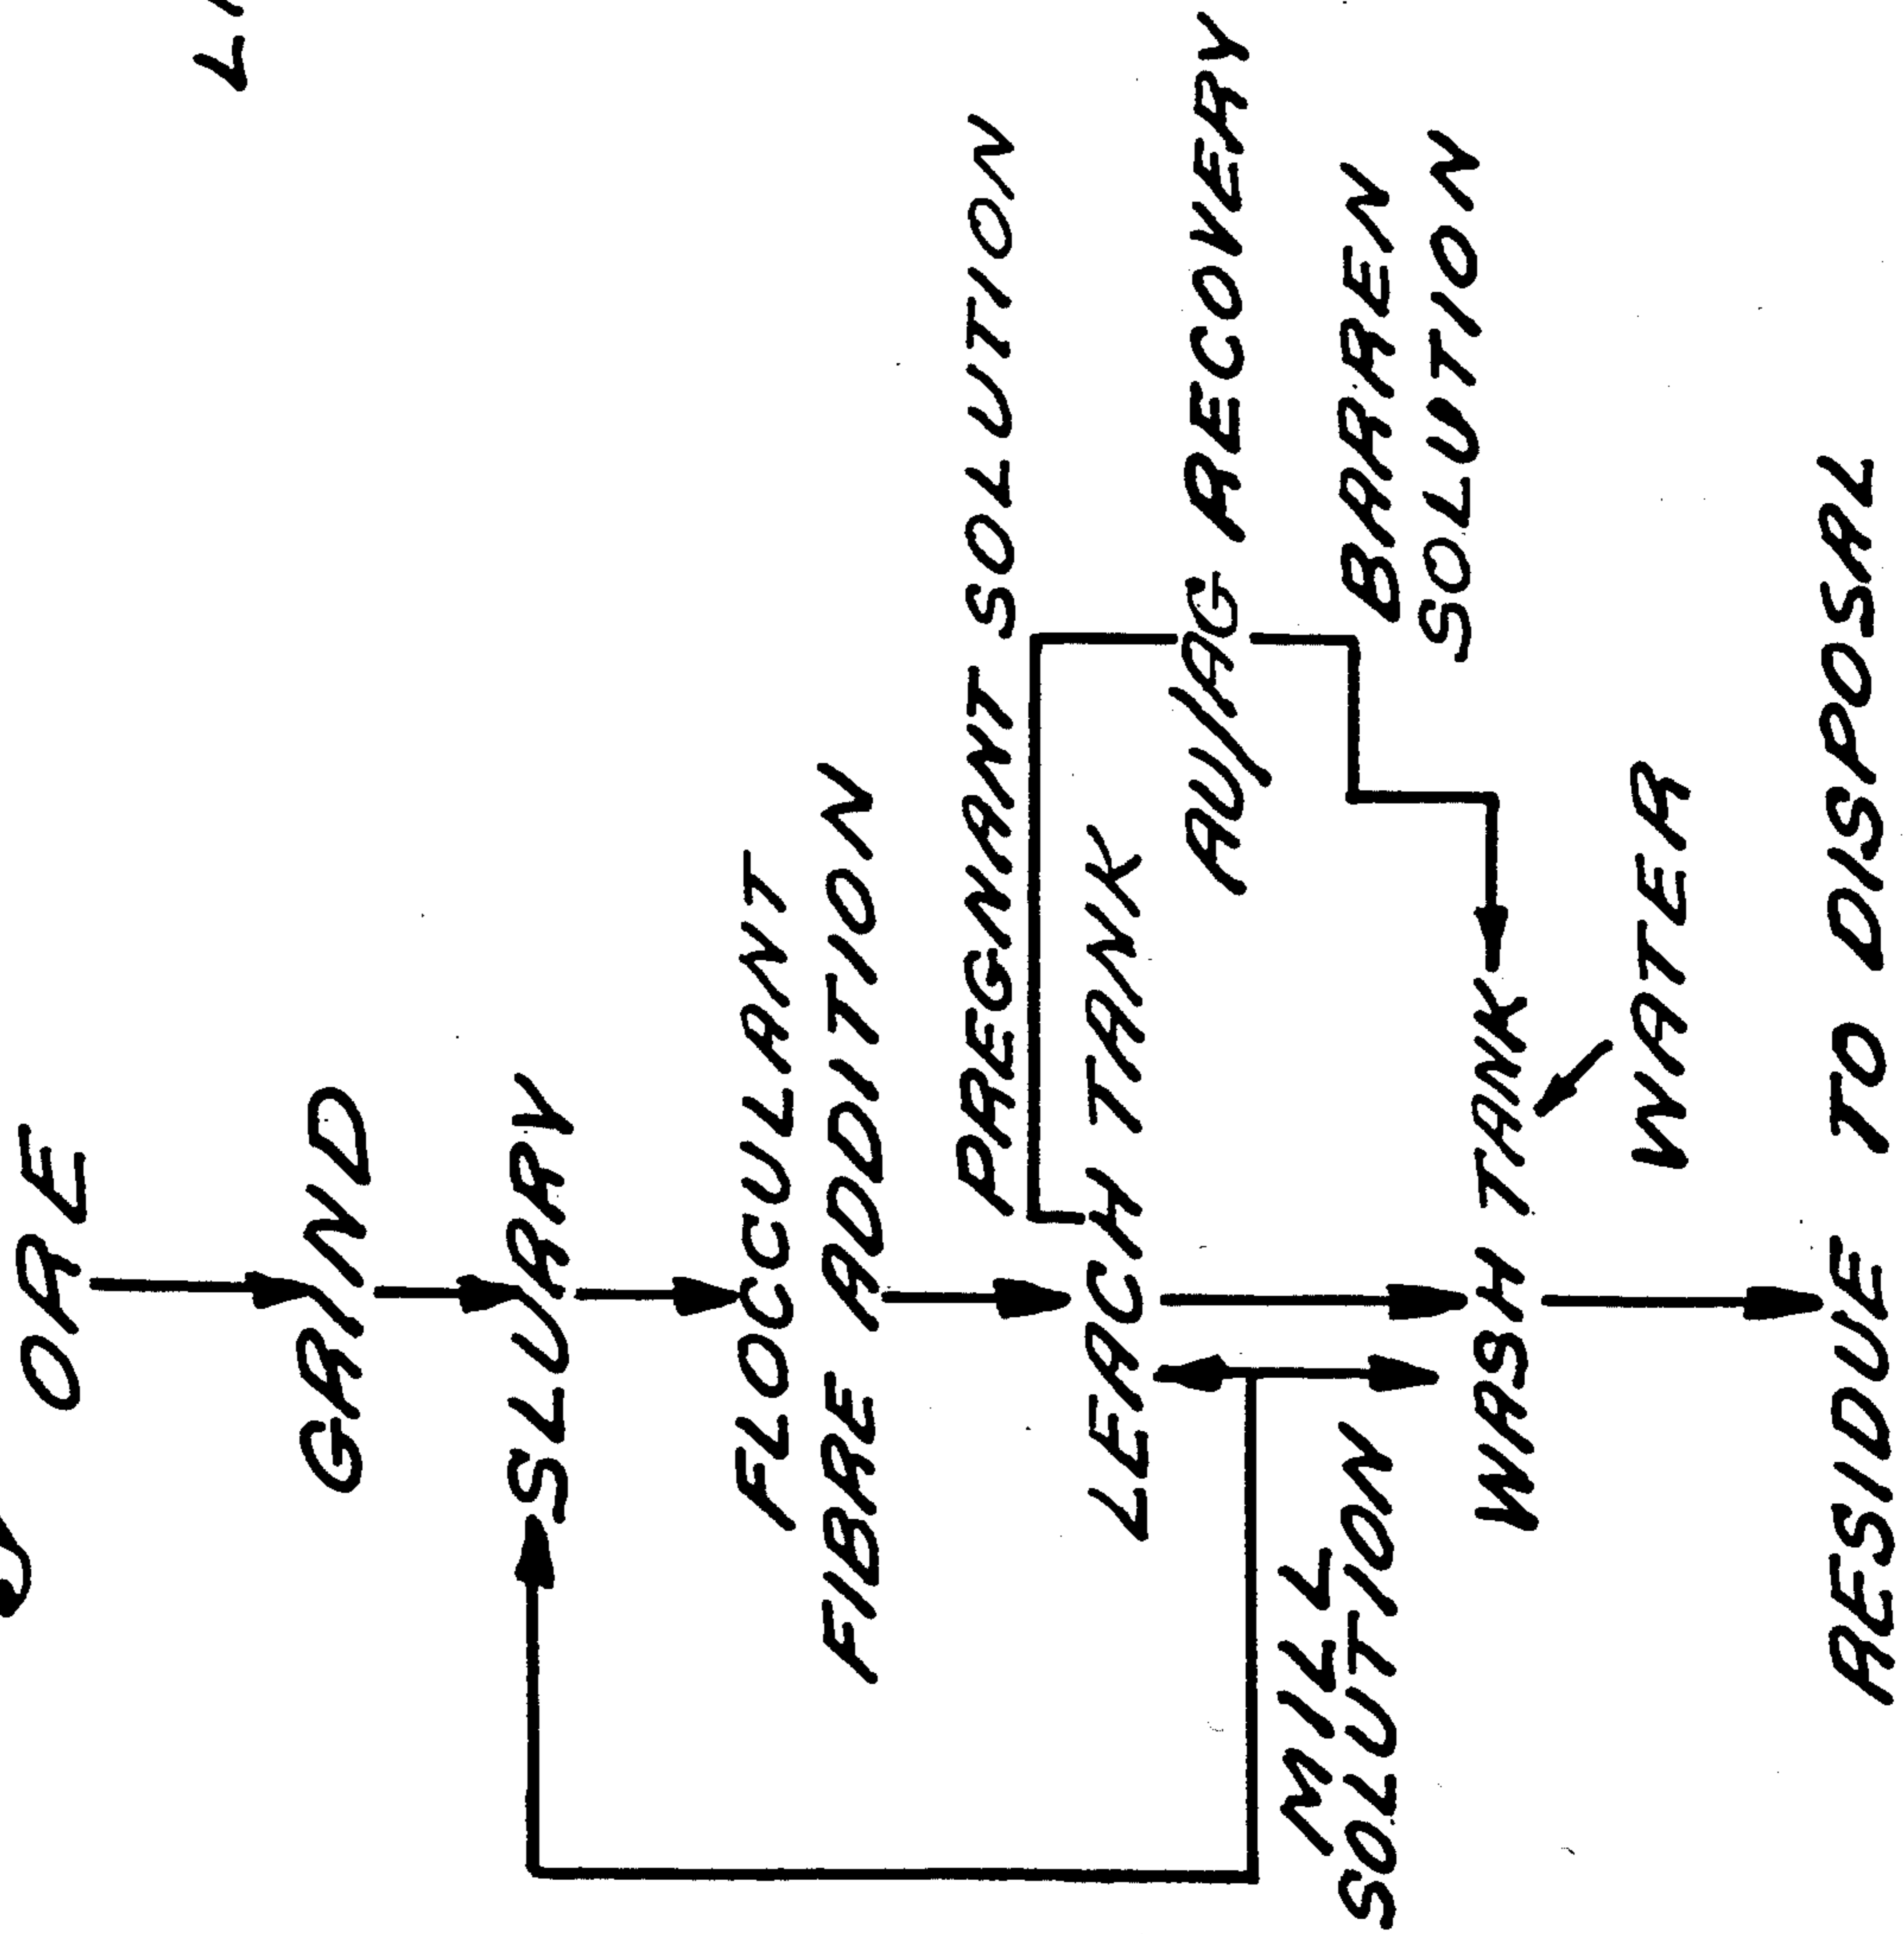 ORE
GRIND
SLURRY
FLOCCULANT
FIBRE ADDITION
PREGNANT SOLUTION
LEACH TANK
AU/AG RECOVERY
MILL
SOLUTION
BARREN
SOLUTION
WASH TANK
WATER
RESIDUE TO DISPOSAL